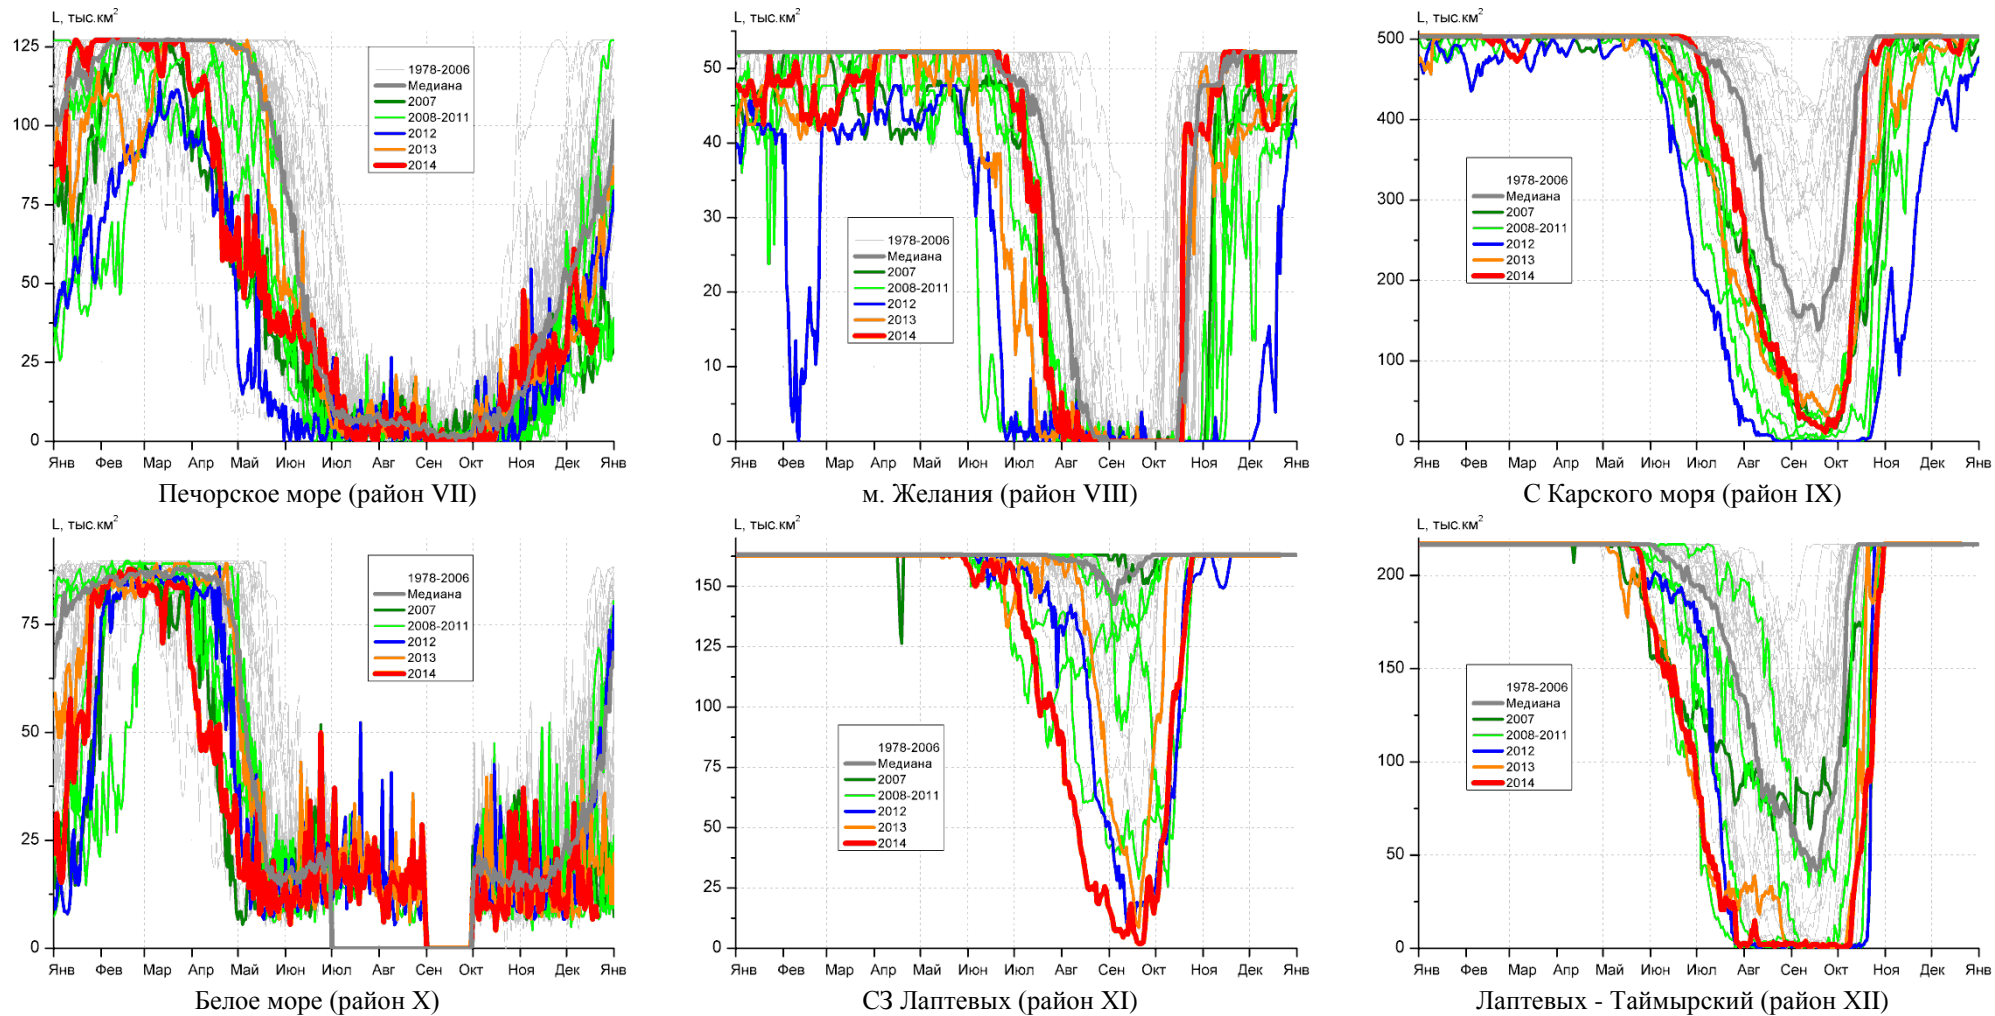 L, тыс.км²
125
100
75
50
25
0
1978-2006
Медиана
2007
2008-2011
2012
2013
2014
Янв Фев Мар Апр Май Июн Июл Авг Сен Окт Ноя Дек Янв
Печорское море (район VII)
L, тыс.км²
50
40
30
20
10
0
1978-2006
Медиана
2007
2008-2011
2012
2013
2014
Янв Фев Мар Апр Май Июн Июл Авг Сен Окт Ноя Дек Янв
м. Желания (район VIII)
L, тыс.км²
500
400
300
200
100
0
1978-2006
Медиана
2007
2008-2011
2012
2013
2014
Янв Фев Мар Апр Май Июн Июл Авг Сен Окт Ноя Дек Янв
С Карского моря (район IX)
L, тыс.км²
75
50
25
0
1978-2006
Медиана
2007
2008-2011
2012
2013
2014
Янв Фев Мар Апр Май Июн Июл Авг Сен Окт Ноя Дек Янв
Белое море (район X)
L, тыс.км²
150
125
100
75
50
25
0
1978-2006
Медиана
2007
2008-2011
2012
2013
2014
Янв Фев Мар Апр Май Июн Июл Авг Сен Окт Ноя Дек Янв
СЗ Лаптевых (район XI)
L, тыс.км²
200
150
100
50
0
1978-2006
Медиана
2007
2008-2011
2012
2013
2014
Янв Фев Мар Апр Май Июн Июл Авг Сен Окт Ноя Дек Янв
Лаптевых - Таймырский (район XII)